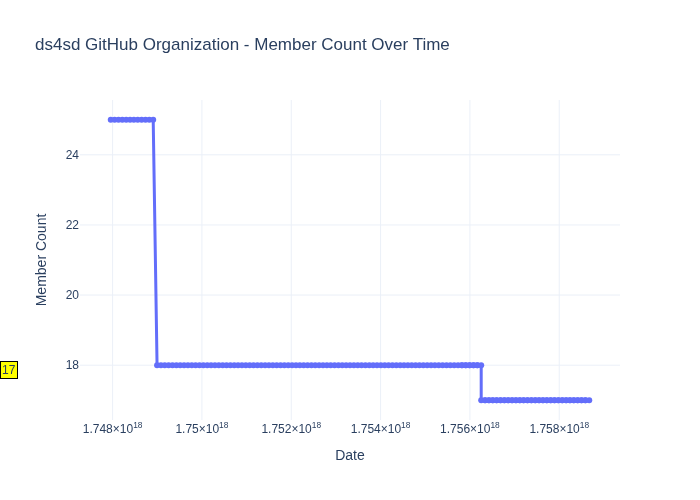 ds4sd GitHub Organization - Member Count Over Time
24
22
20
18
Member Count
17
1.748×10¹⁸ 1.75×10¹⁸ 1.752×10¹⁸ 1.754×10¹⁸ 1.756×10¹⁸ 1.758×10¹⁸
Date